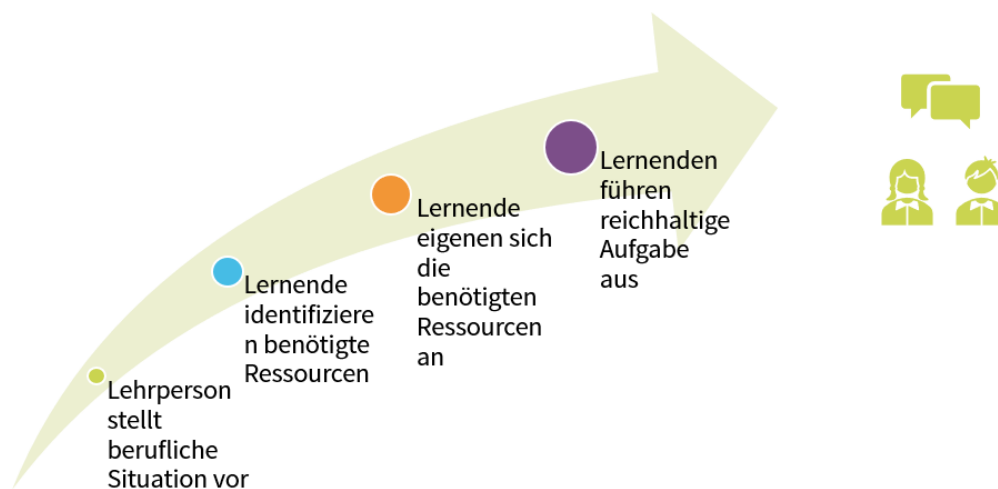 Lehrperson
stellt
berufliche
Situation vor
Lernende
identifiziere
n benötigte
Ressourcen
Lernende
eigenen sich
die
benötigten
Ressourcen
an
Lernenden
führen
reichhaltige
Aufgabe
aus